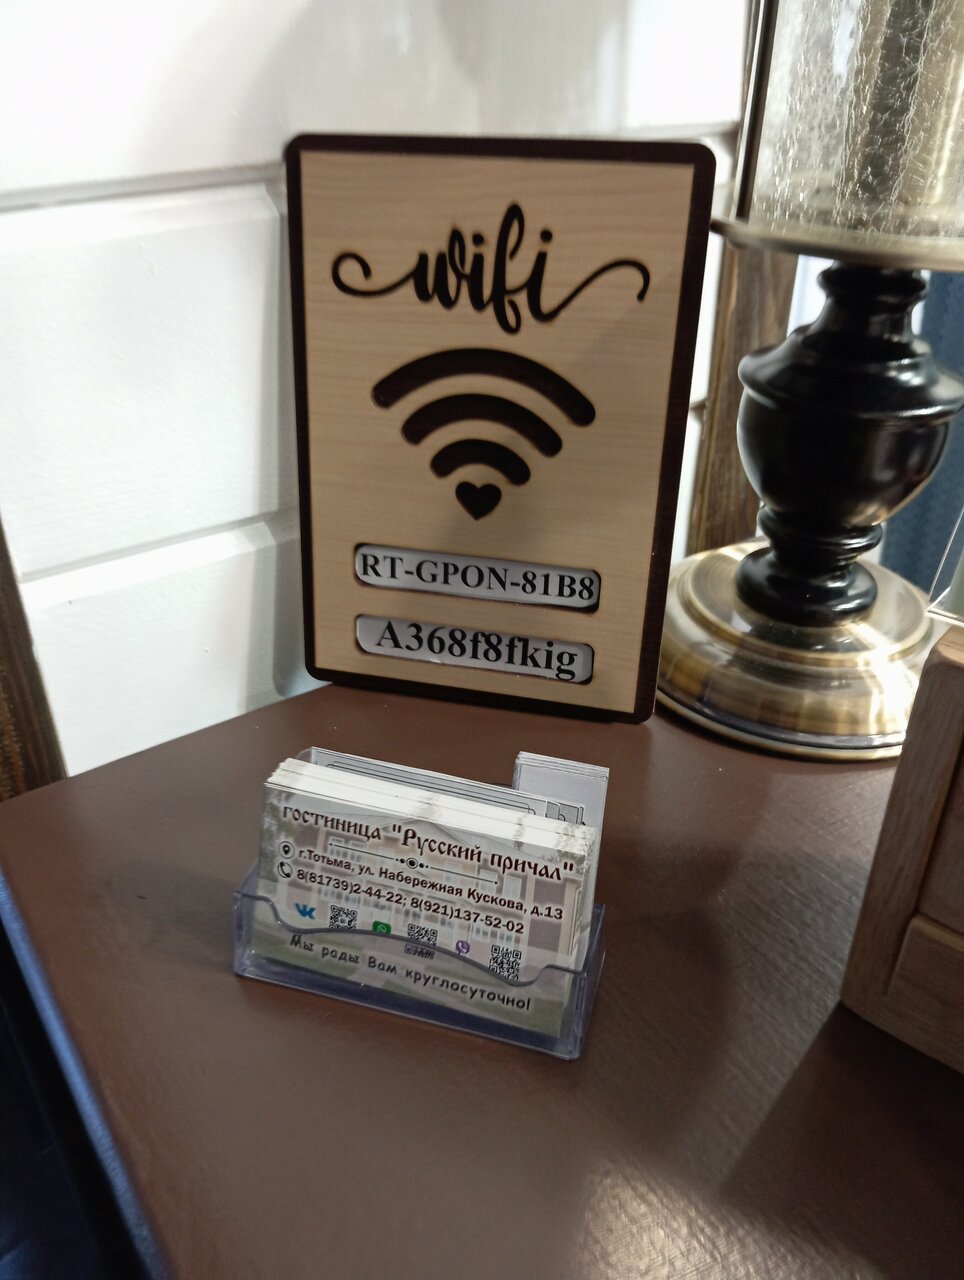 wifi
RT-GPON-81B8
A368f8fkig
гостиница "Русский причал"
г.Тотьма, ул. Набережная Кускова, д.13
8(81739)2-44-22; 8(921)137-52-02
Мы рады Вам круглосуточно!